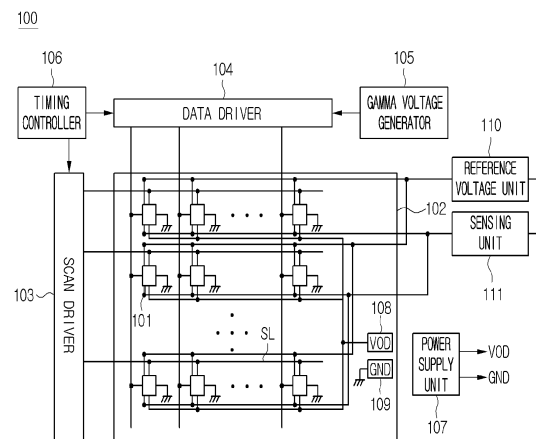 100
106
104
105
TIMING
CONTROLLER
DATA DRIVER
GAMMA VOLTAGE
GENERATOR
110
REFERENCE
VOLTAGE UNIT
102
SENSING
UNIT
111
103
SCAN DRIVER
101
SL
108
VOD
GND
109
POWER
SUPPLY
UNIT
VOD
GND
107